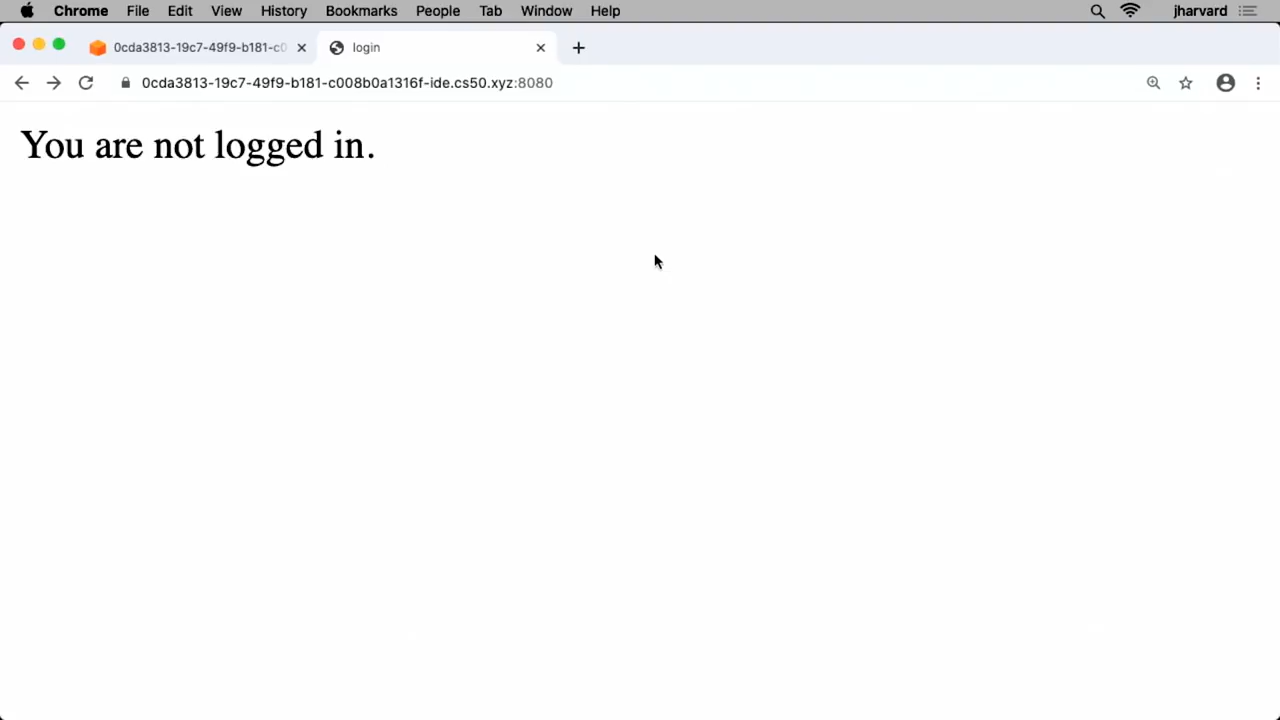 Chrome File Edit View History Bookmarks People Tab Window Help jharvard
0cda3813-19c7-49f9-b181-c0 login
0cda3813-19c7-49f9-b181-c008b0a1316f-ide.cs50.xyz:8080
You are not logged in.